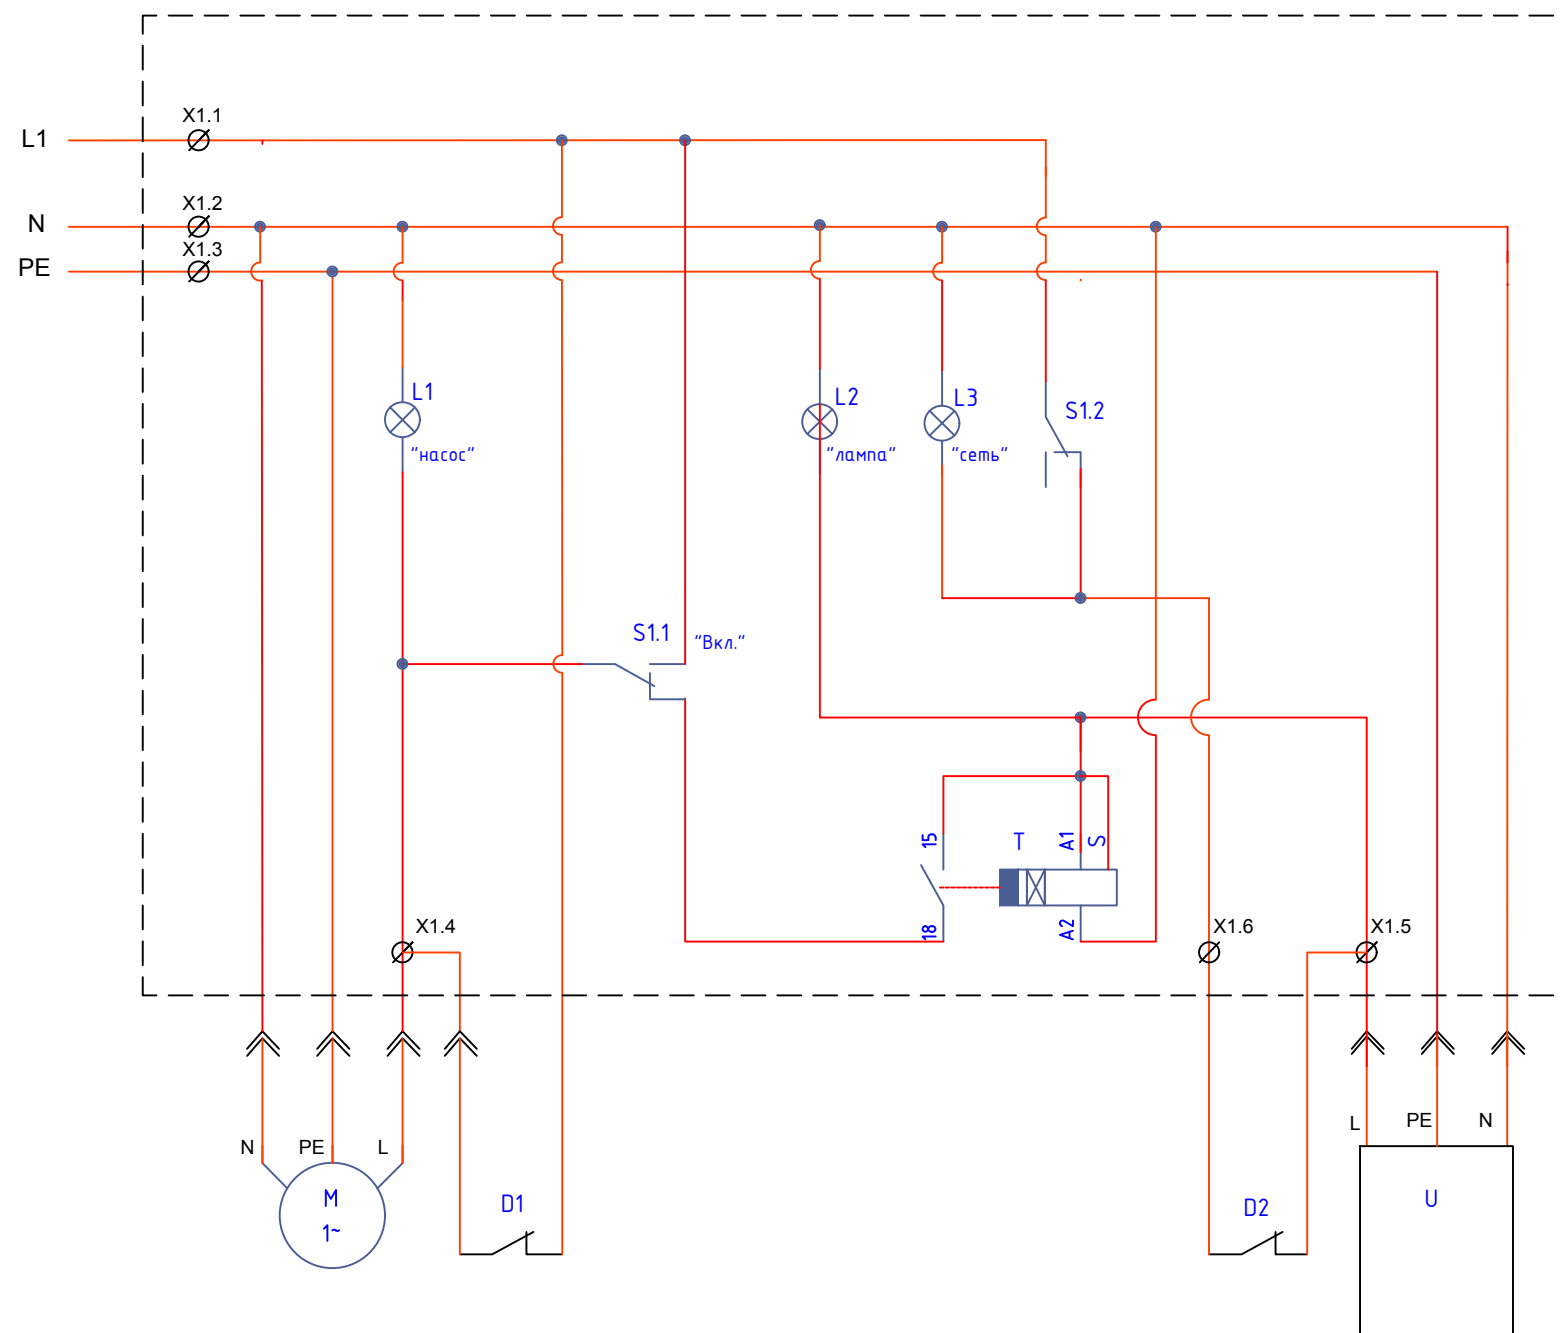 X1.1
L1
X1.2
N
X1.3
PE
L1
"насос"
L2
"лампа"
L3
"сеть"
S1.2
S1.1
"Вкл."
15
T
A1
S
18
A2
X1.4
X1.6
X1.5
N
PE
L
L
PE
N
M
1~
D1
D2
U